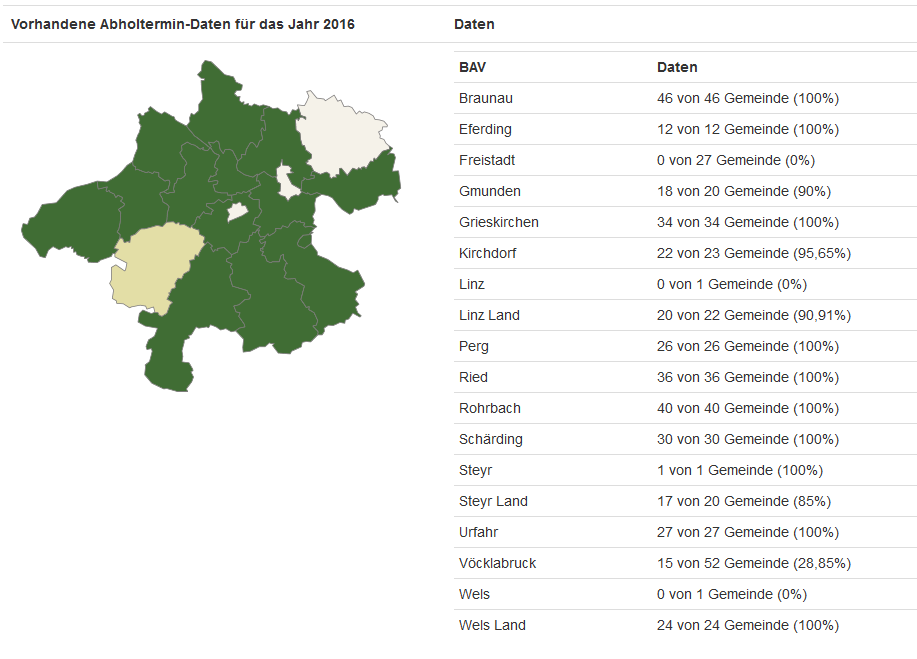 Vorhandene Abholtermin-Daten für das Jahr 2016 Daten
BAV Daten
Braunau 46 von 46 Gemeinde (100%)
Eferding 12 von 12 Gemeinde (100%)
Freistadt 0 von 27 Gemeinde (0%)
Gmunden 18 von 20 Gemeinde (90%)
Grieskirchen 34 von 34 Gemeinde (100%)
Kirchdorf 22 von 23 Gemeinde (95,65%)
Linz 0 von 1 Gemeinde (0%)
Linz Land 20 von 22 Gemeinde (90,91%)
Perg 26 von 26 Gemeinde (100%)
Ried 36 von 36 Gemeinde (100%)
Rohrbach 40 von 40 Gemeinde (100%)
Schärding 30 von 30 Gemeinde (100%)
Steyr 1 von 1 Gemeinde (100%)
Steyr Land 17 von 20 Gemeinde (85%)
Urfahr 27 von 27 Gemeinde (100%)
Vöcklabruck 15 von 52 Gemeinde (28,85%)
Wels 0 von 1 Gemeinde (0%)
Wels Land 24 von 24 Gemeinde (100%)